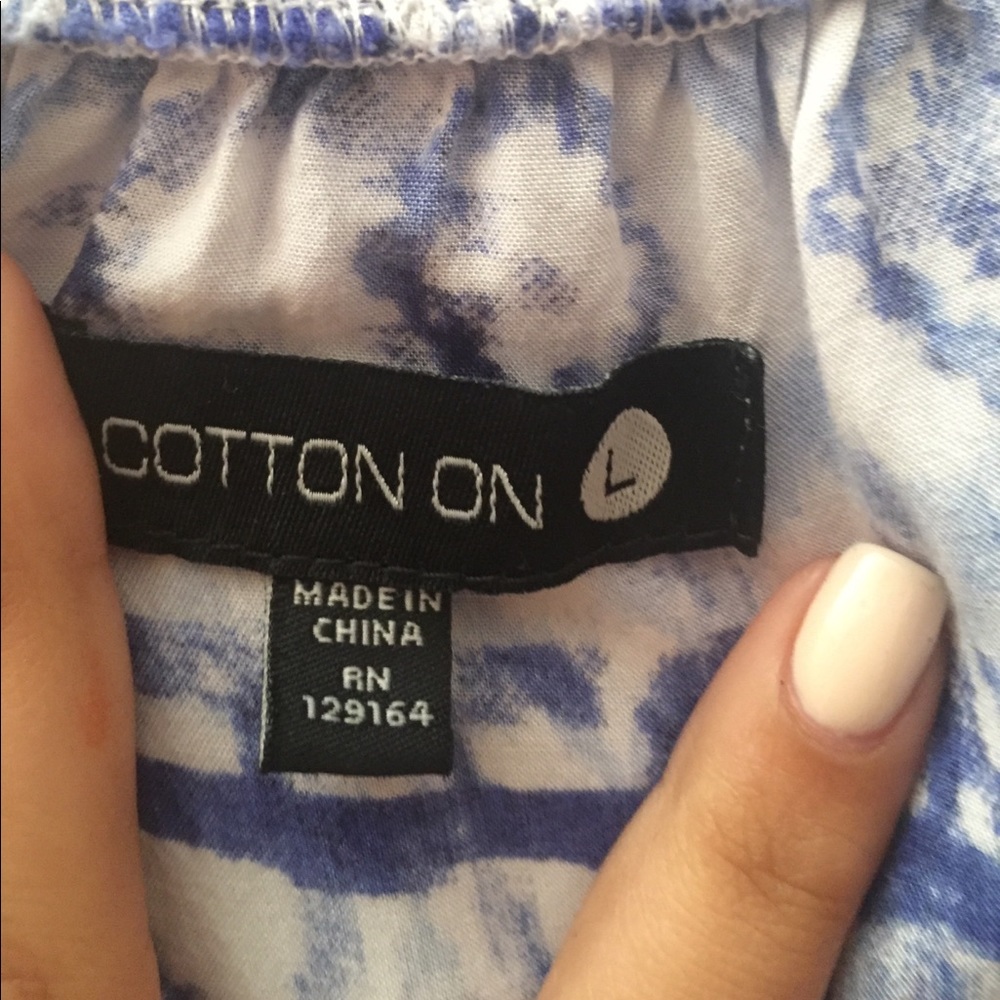 COTTON ON L
MADE IN
CHINA
RN
129164